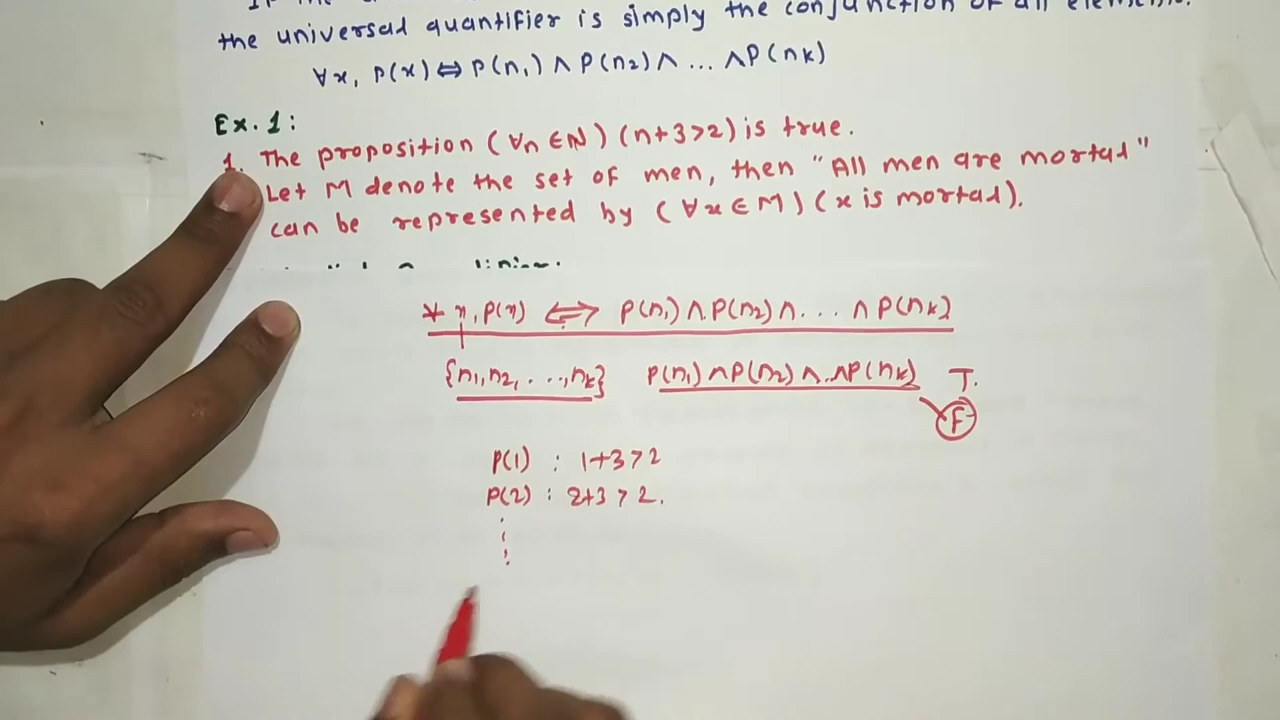 the universal quantifier is simply the conjunction of all
∀x, P(x) ⇔ P(n₁) ∧ P(n₂) ∧ ... ∧P(nk)
Ex. 1:
1. The proposition (∀n ∈ N) (n+3>2) is true.
Let M denote the set of men, then "All men are mortal"
can be represented by (∀x ∈ M) (x is mortal).
∀ x, P(x) ⇔ P(n₁) ∧ P(n₂) ∧ ... ∧ P(nk)
{n₁, n₂, ..., nk} P(n₁) ∧ P(n₂) ∧ ... ∧P(nk) T.
F
P(1) : 1+3>2
P(2) : 2+3 > 2.